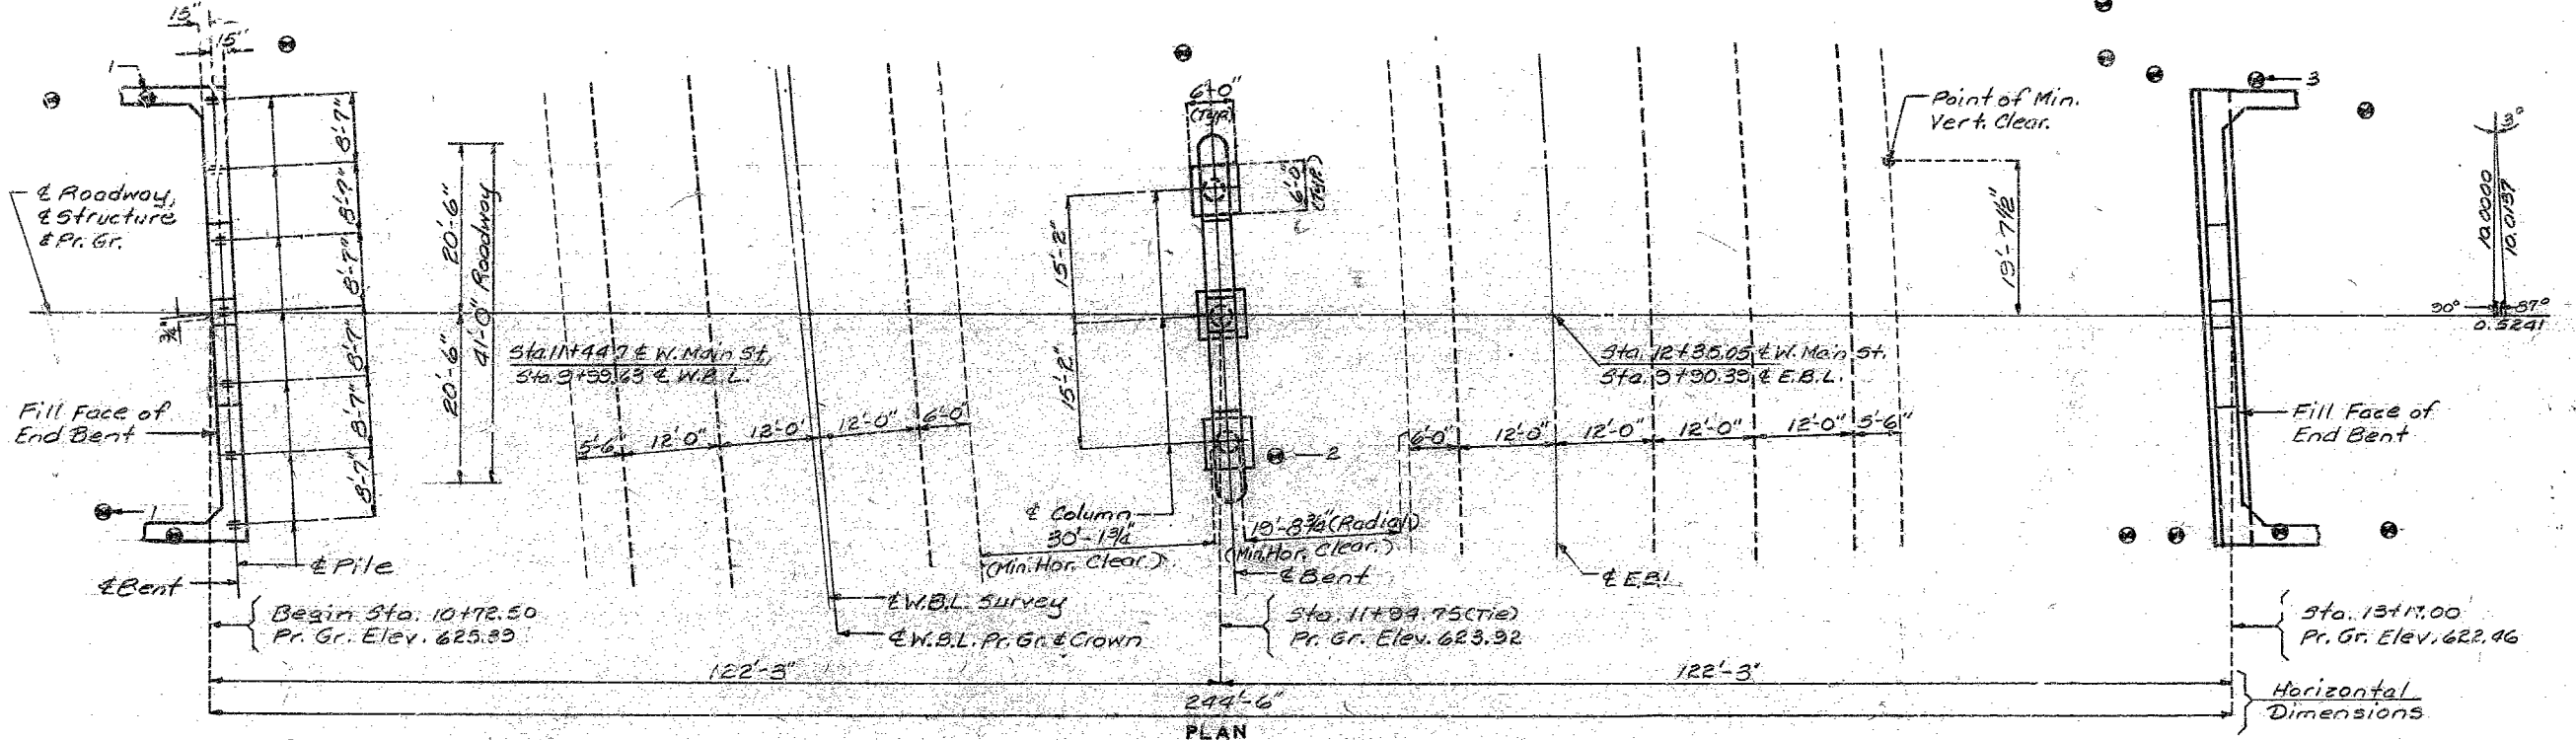 15"
15"
1
3
6'-0"
(Typ.)
Point of Min.
Vert. Clear.
3°
8'-7"
8'-7"
8'-7"
8'-7"
8'-7"
8'-7"
℄ Roadway,
℄ Structure
℄ Pr. Gr.
20'-6"
20'-6"
41'-0" Roadway
6'-0"
(Typ.)
15'-2"
15'-2"
19'-7½"
10.0000
10.0137
30°
87°
0.5241
¾"
Sta. 11+44.7 ℄ W. Main St.
Sta. 9+99.63 ℄ W.B.L.
Sta. 12+35.05 ℄ W. Main St.
Sta. 9+90.39 ℄ E.B.L.
Fill Face of
End Bent
Fill Face of
End Bent
5'-6"
12'-0"
12'-0"
12'-0"
6'-0"
6'-0"
12'-0"
12'-0"
12'-0"
12'-0"
5'-6"
2
1
℄ Column
30'-1¾"
(Min. Hor. Clear.)
19'-8¾" (Radial)
(Min. Hor. Clear.)
℄ Bent
℄ Pile
℄ Bent
℄ E.B.L.
℄ W.B.L. Survey
℄ W.B.L. Pr. Gr. & Crown
Begin Sta. 10+72.50
Pr. Gr. Elev. 625.39
Sta. 11+94.75 (Tie)
Pr. Gr. Elev. 623.92
Sta. 13+17.00
Pr. Gr. Elev. 622.46
122'-3"
122'-3"
244'-6"
Horizontal
Dimensions
PLAN